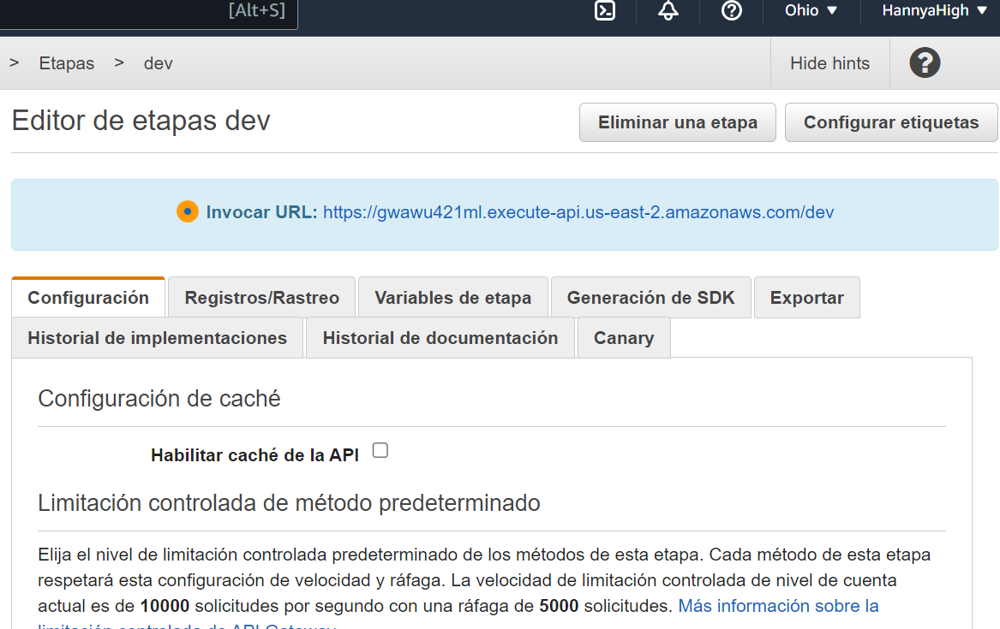 [Alt+S] Ohio ▼ HannyaHigh ▼
> Etapas > dev Hide hints ?
Editor de etapas dev Eliminar una etapa Configurar etiquetas
Invocar URL: https://gwawu421ml.execute-api.us-east-2.amazonaws.com/dev
Configuración Registros/Rastreo Variables de etapa Generación de SDK Exportar
Historial de implementaciones Historial de documentación Canary
Configuración de caché
Habilitar caché de la API
Limitación controlada de método predeterminado
Elija el nivel de limitación controlada predeterminado de los métodos de esta etapa. Cada método de esta etapa
respetará esta configuración de velocidad y ráfaga. La velocidad de limitación controlada de nivel de cuenta
actual es de 10000 solicitudes por segundo con una ráfaga de 5000 solicitudes. Más información sobre la
limitación controlada de API Gateway